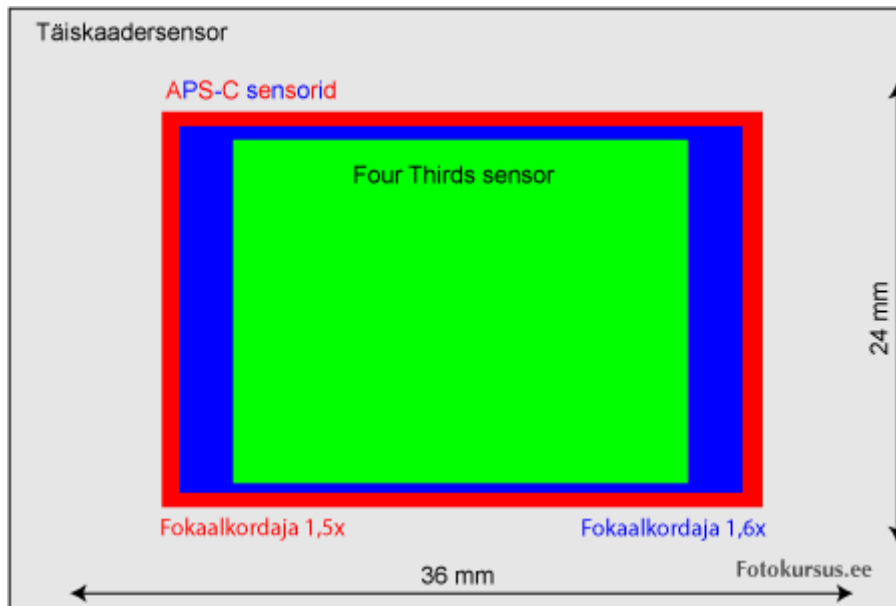 Täiskaadersensor
APS-C sensorid
Four Thirds sensor
24 mm
Fokaalkordaja 1,5x
Fokaalkordaja 1,6x
36 mm
Fotokursus.ee